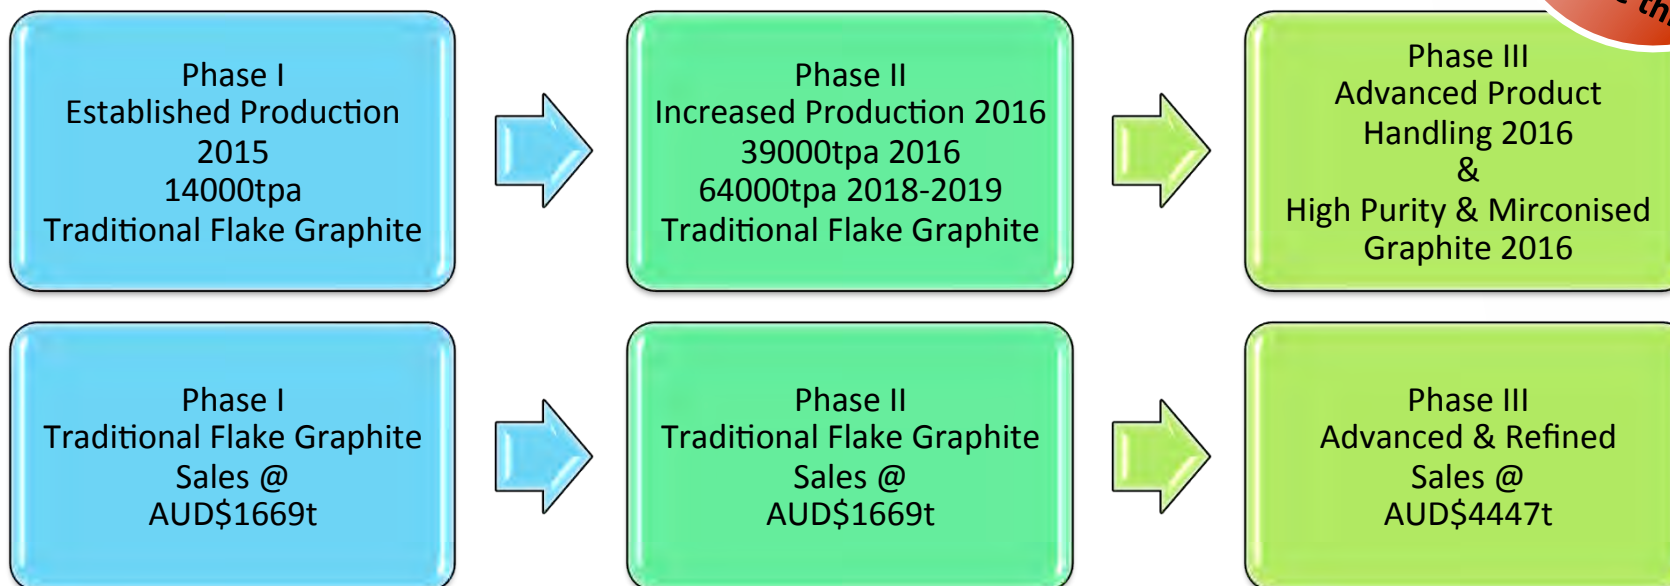 Phase I
Established Production
2015
14000tpa
Traditional Flake Graphite
Phase II
Increased Production 2016
39000tpa 2016
64000tpa 2018-2019
Traditional Flake Graphite
Phase III
Advanced Product
Handling 2016
&
High Purity & Mirconised
Graphite 2016
Phase I
Traditional Flake Graphite
Sales @
AUD$1669t
Phase II
Traditional Flake Graphite
Sales @
AUD$1669t
Phase III
Advanced & Refined
Sales @
AUD$4447t